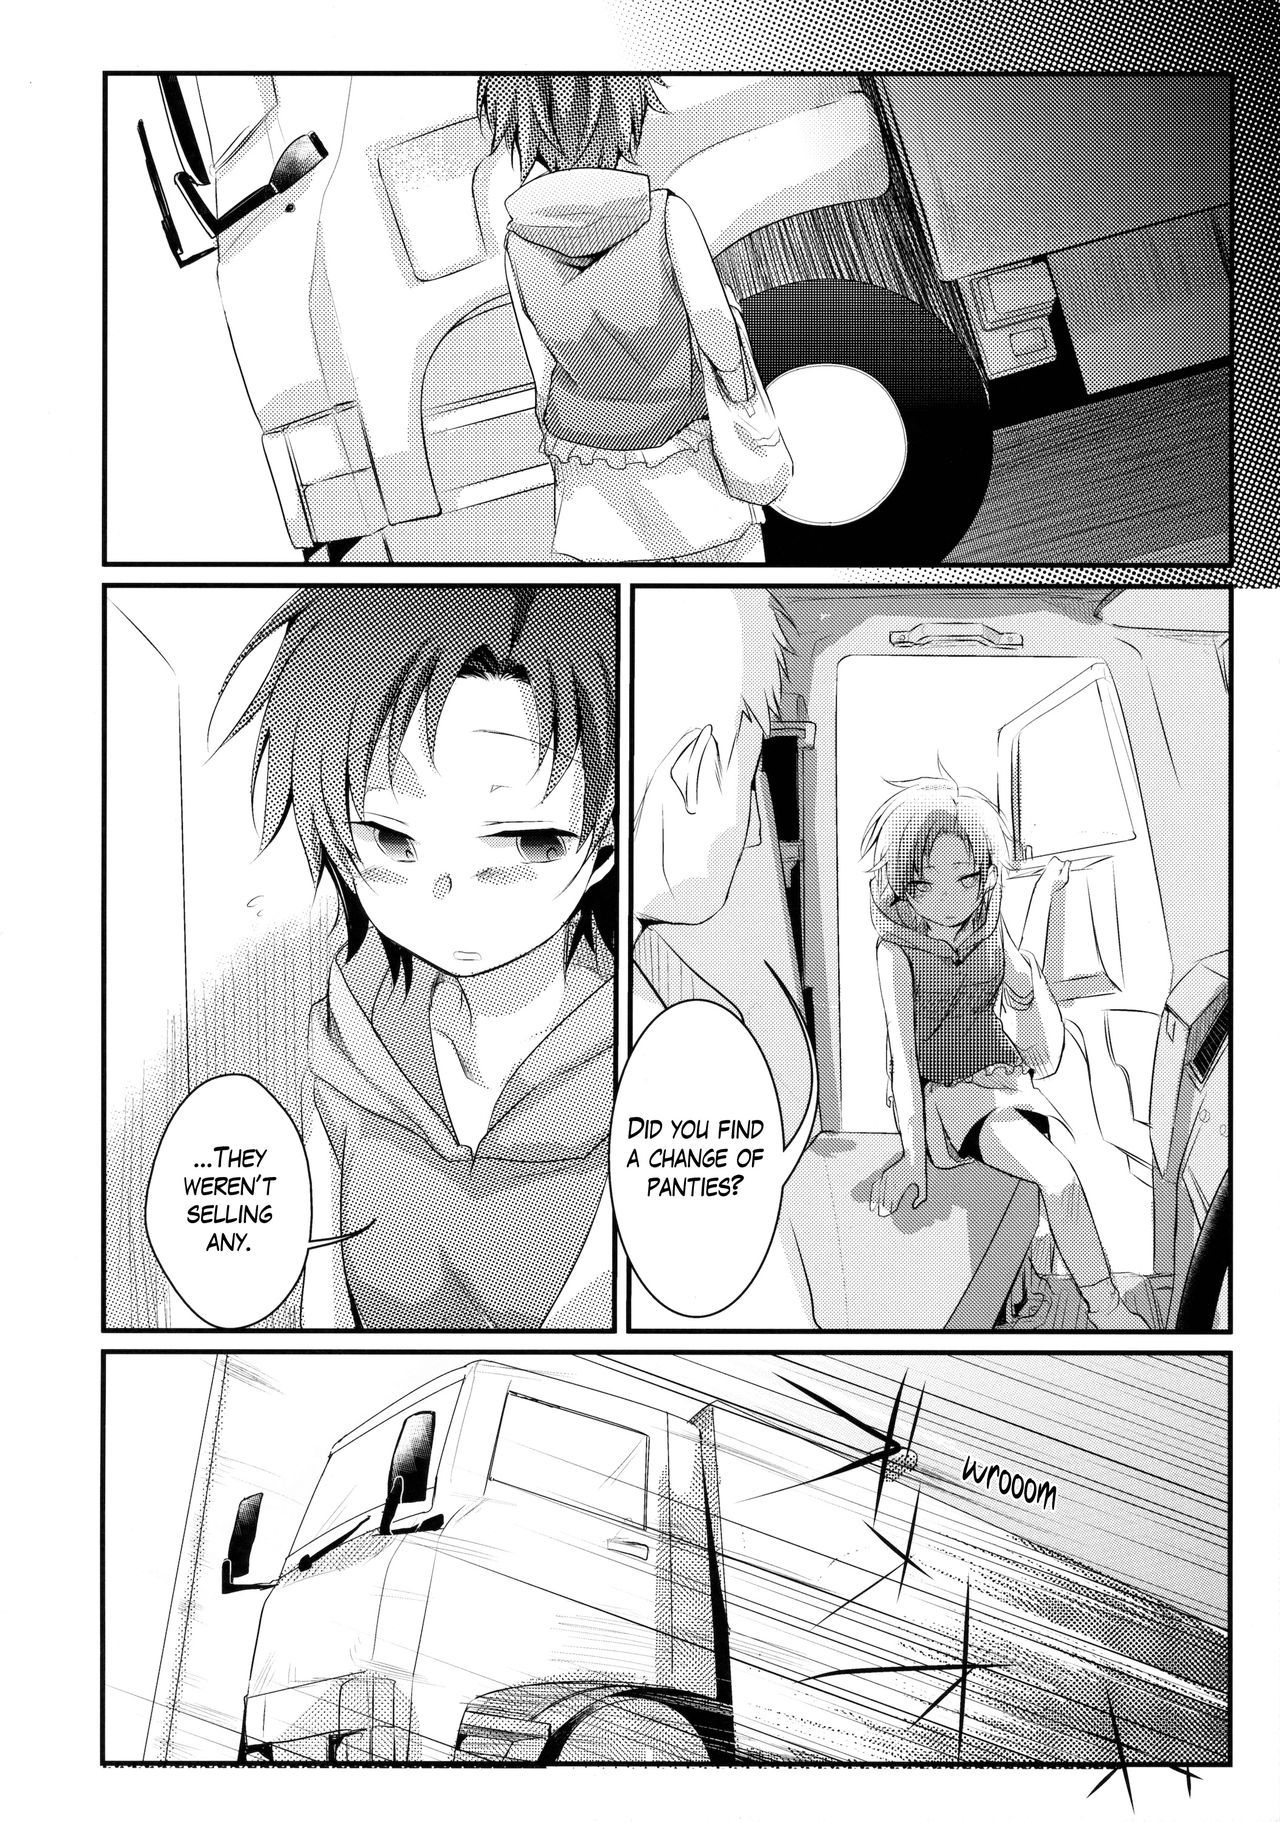 DID YOU FIND
A CHANGE OF
PANTIES?
...THEY
WEREN'T
SELLING
ANY.
wrooom